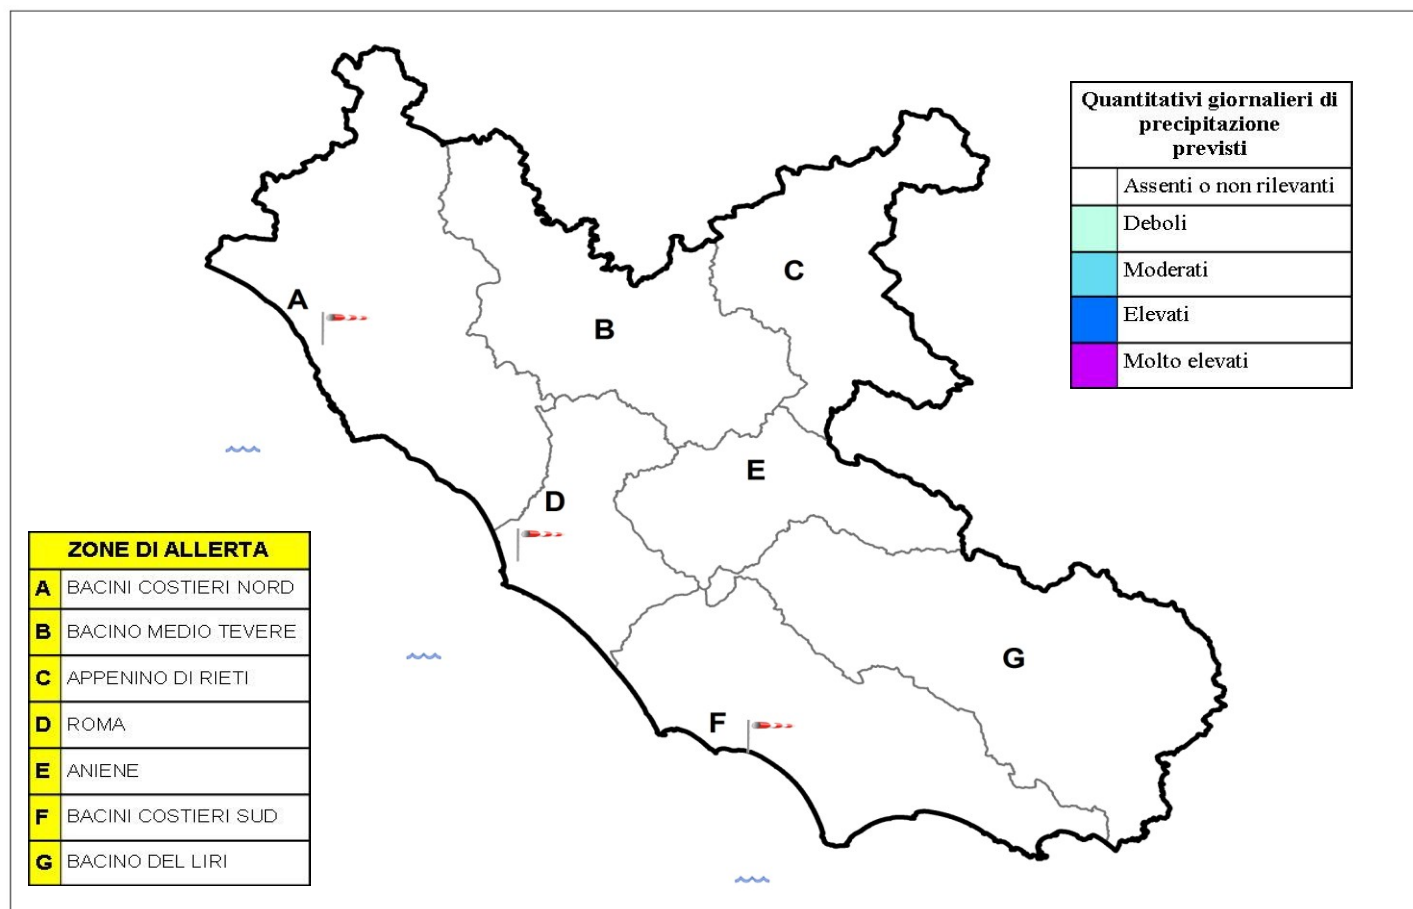 Quantitativi giornalieri di
precipitazione
previsti
Assenti o non rilevanti
Deboli
Moderati
Elevati
Molto elevati
A
B
C
D
E
F
G
ZONE DI ALLERTA
A BACINI COSTIERI NORD
B BACINO MEDIO TEVERE
C APPENINO DI RIETI
D ROMA
E ANIENE
F BACINI COSTIERI SUD
G BACINO DEL LIRI